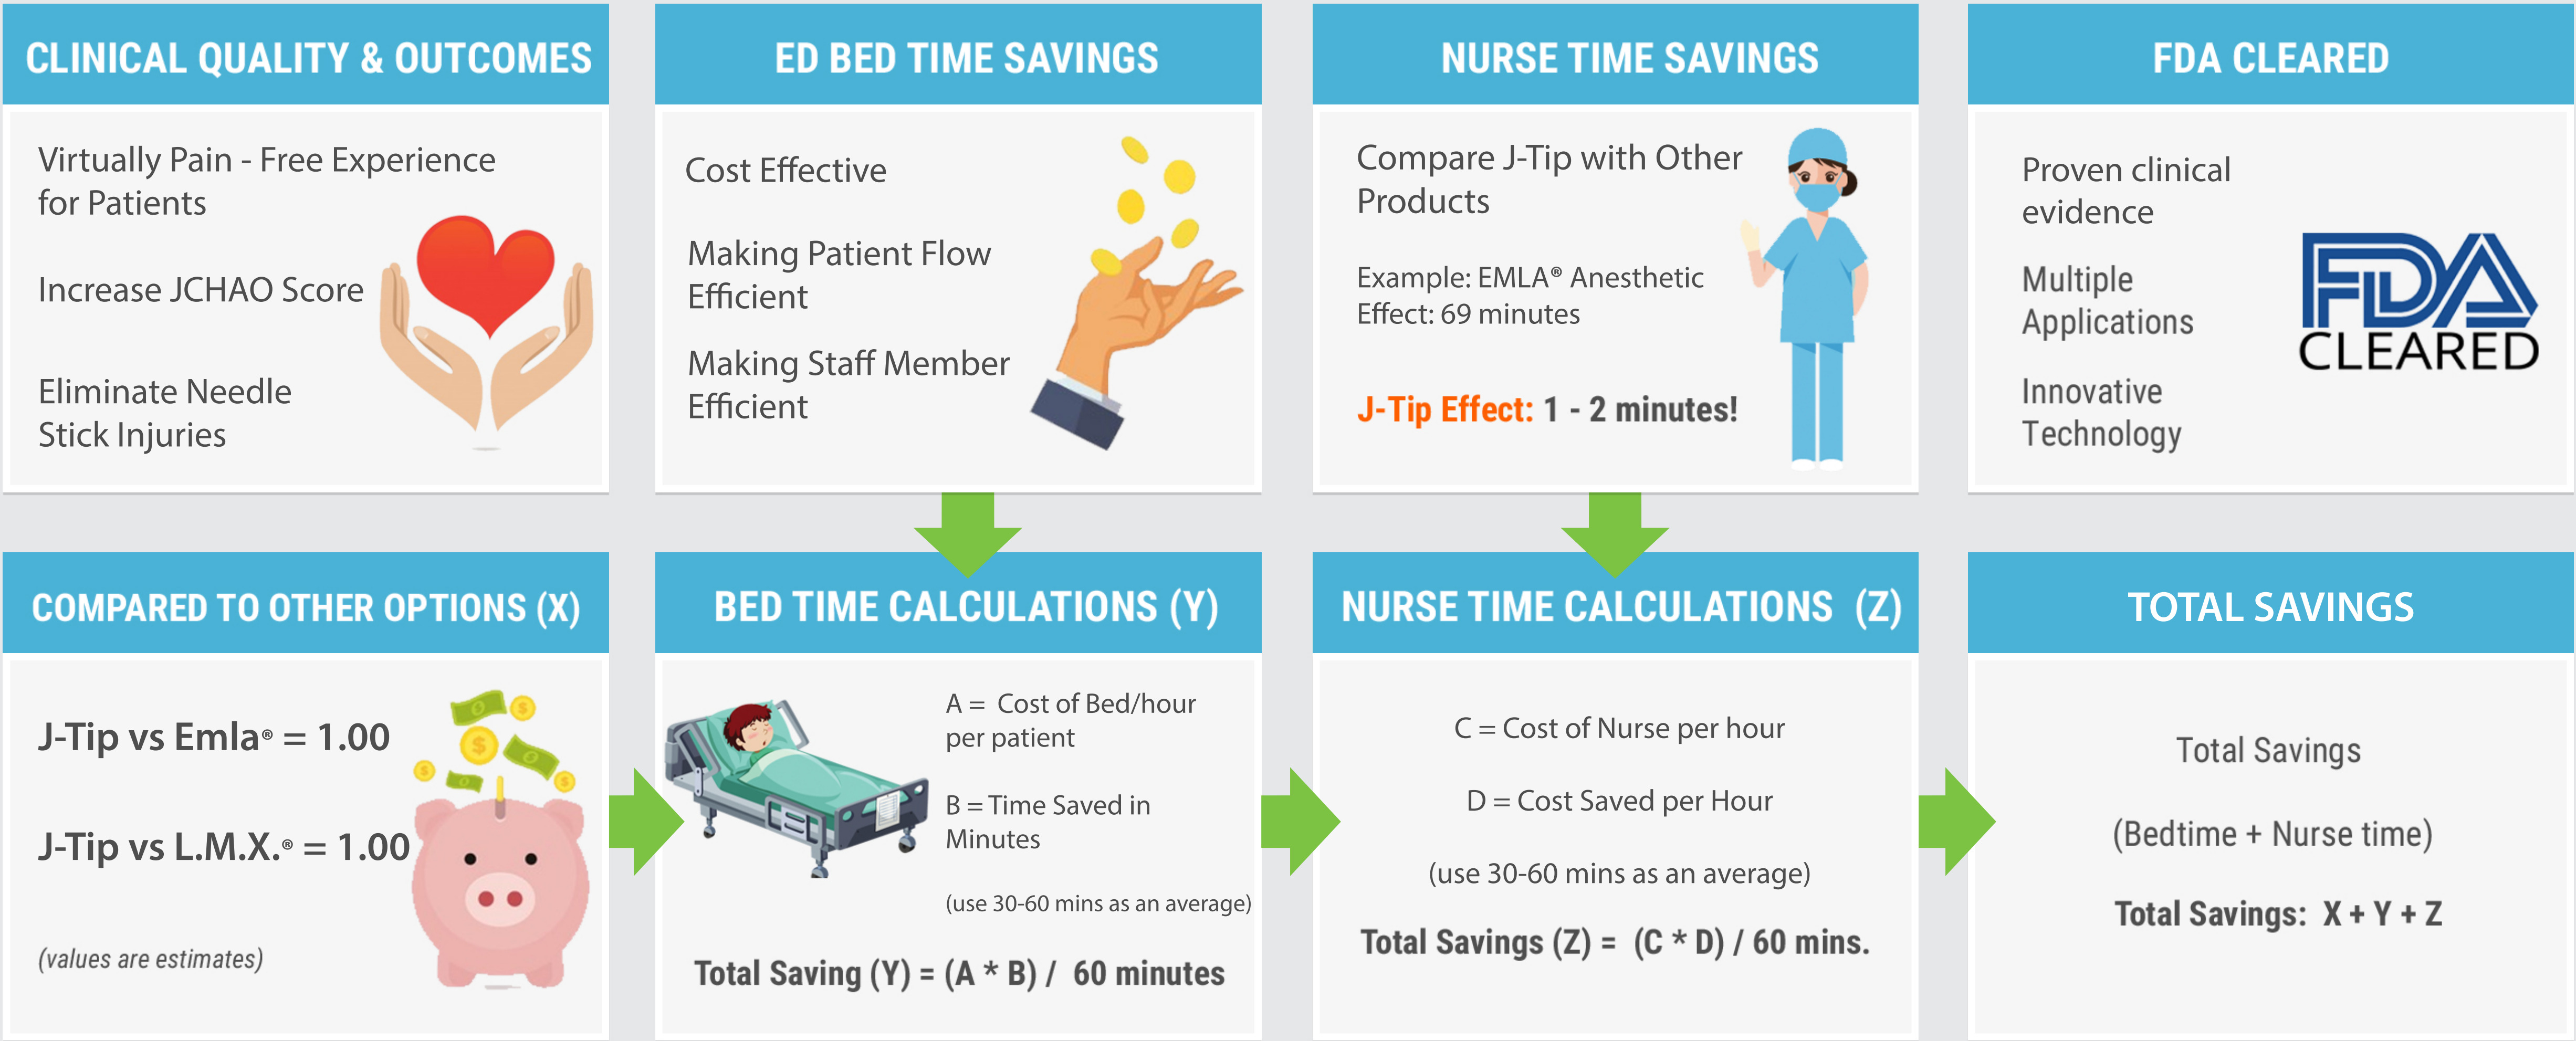 CLINICAL QUALITY & OUTCOMES
Virtually Pain - Free Experience
for Patients
Increase JCHAO Score
Eliminate Needle
Stick Injuries
ED BED TIME SAVINGS
Cost Effective
Making Patient Flow
Efficient
Making Staff Member
Efficient
NURSE TIME SAVINGS
Compare J-Tip with Other
Products
Example: EMLA® Anesthetic
Effect: 69 minutes
J-Tip Effect: 1 - 2 minutes!
FDA CLEARED
Proven clinical
evidence
Multiple
Applications
Innovative
Technology
FDA
CLEARED
COMPARED TO OTHER OPTIONS (X)
J-Tip vs Emla® = 1.00
J-Tip vs L.M.X.® = 1.00
(values are estimates)
BED TIME CALCULATIONS (Y)
A = Cost of Bed/hour
per patient
B = Time Saved in
Minutes
(use 30-60 mins as an average)
Total Saving (Y) = (A * B) / 60 minutes
NURSE TIME CALCULATIONS (Z)
C = Cost of Nurse per hour
D = Cost Saved per Hour
(use 30-60 mins as an average)
Total Savings (Z) = (C * D) / 60 mins.
TOTAL SAVINGS
Total Savings
(Bedtime + Nurse time)
Total Savings: X + Y + Z